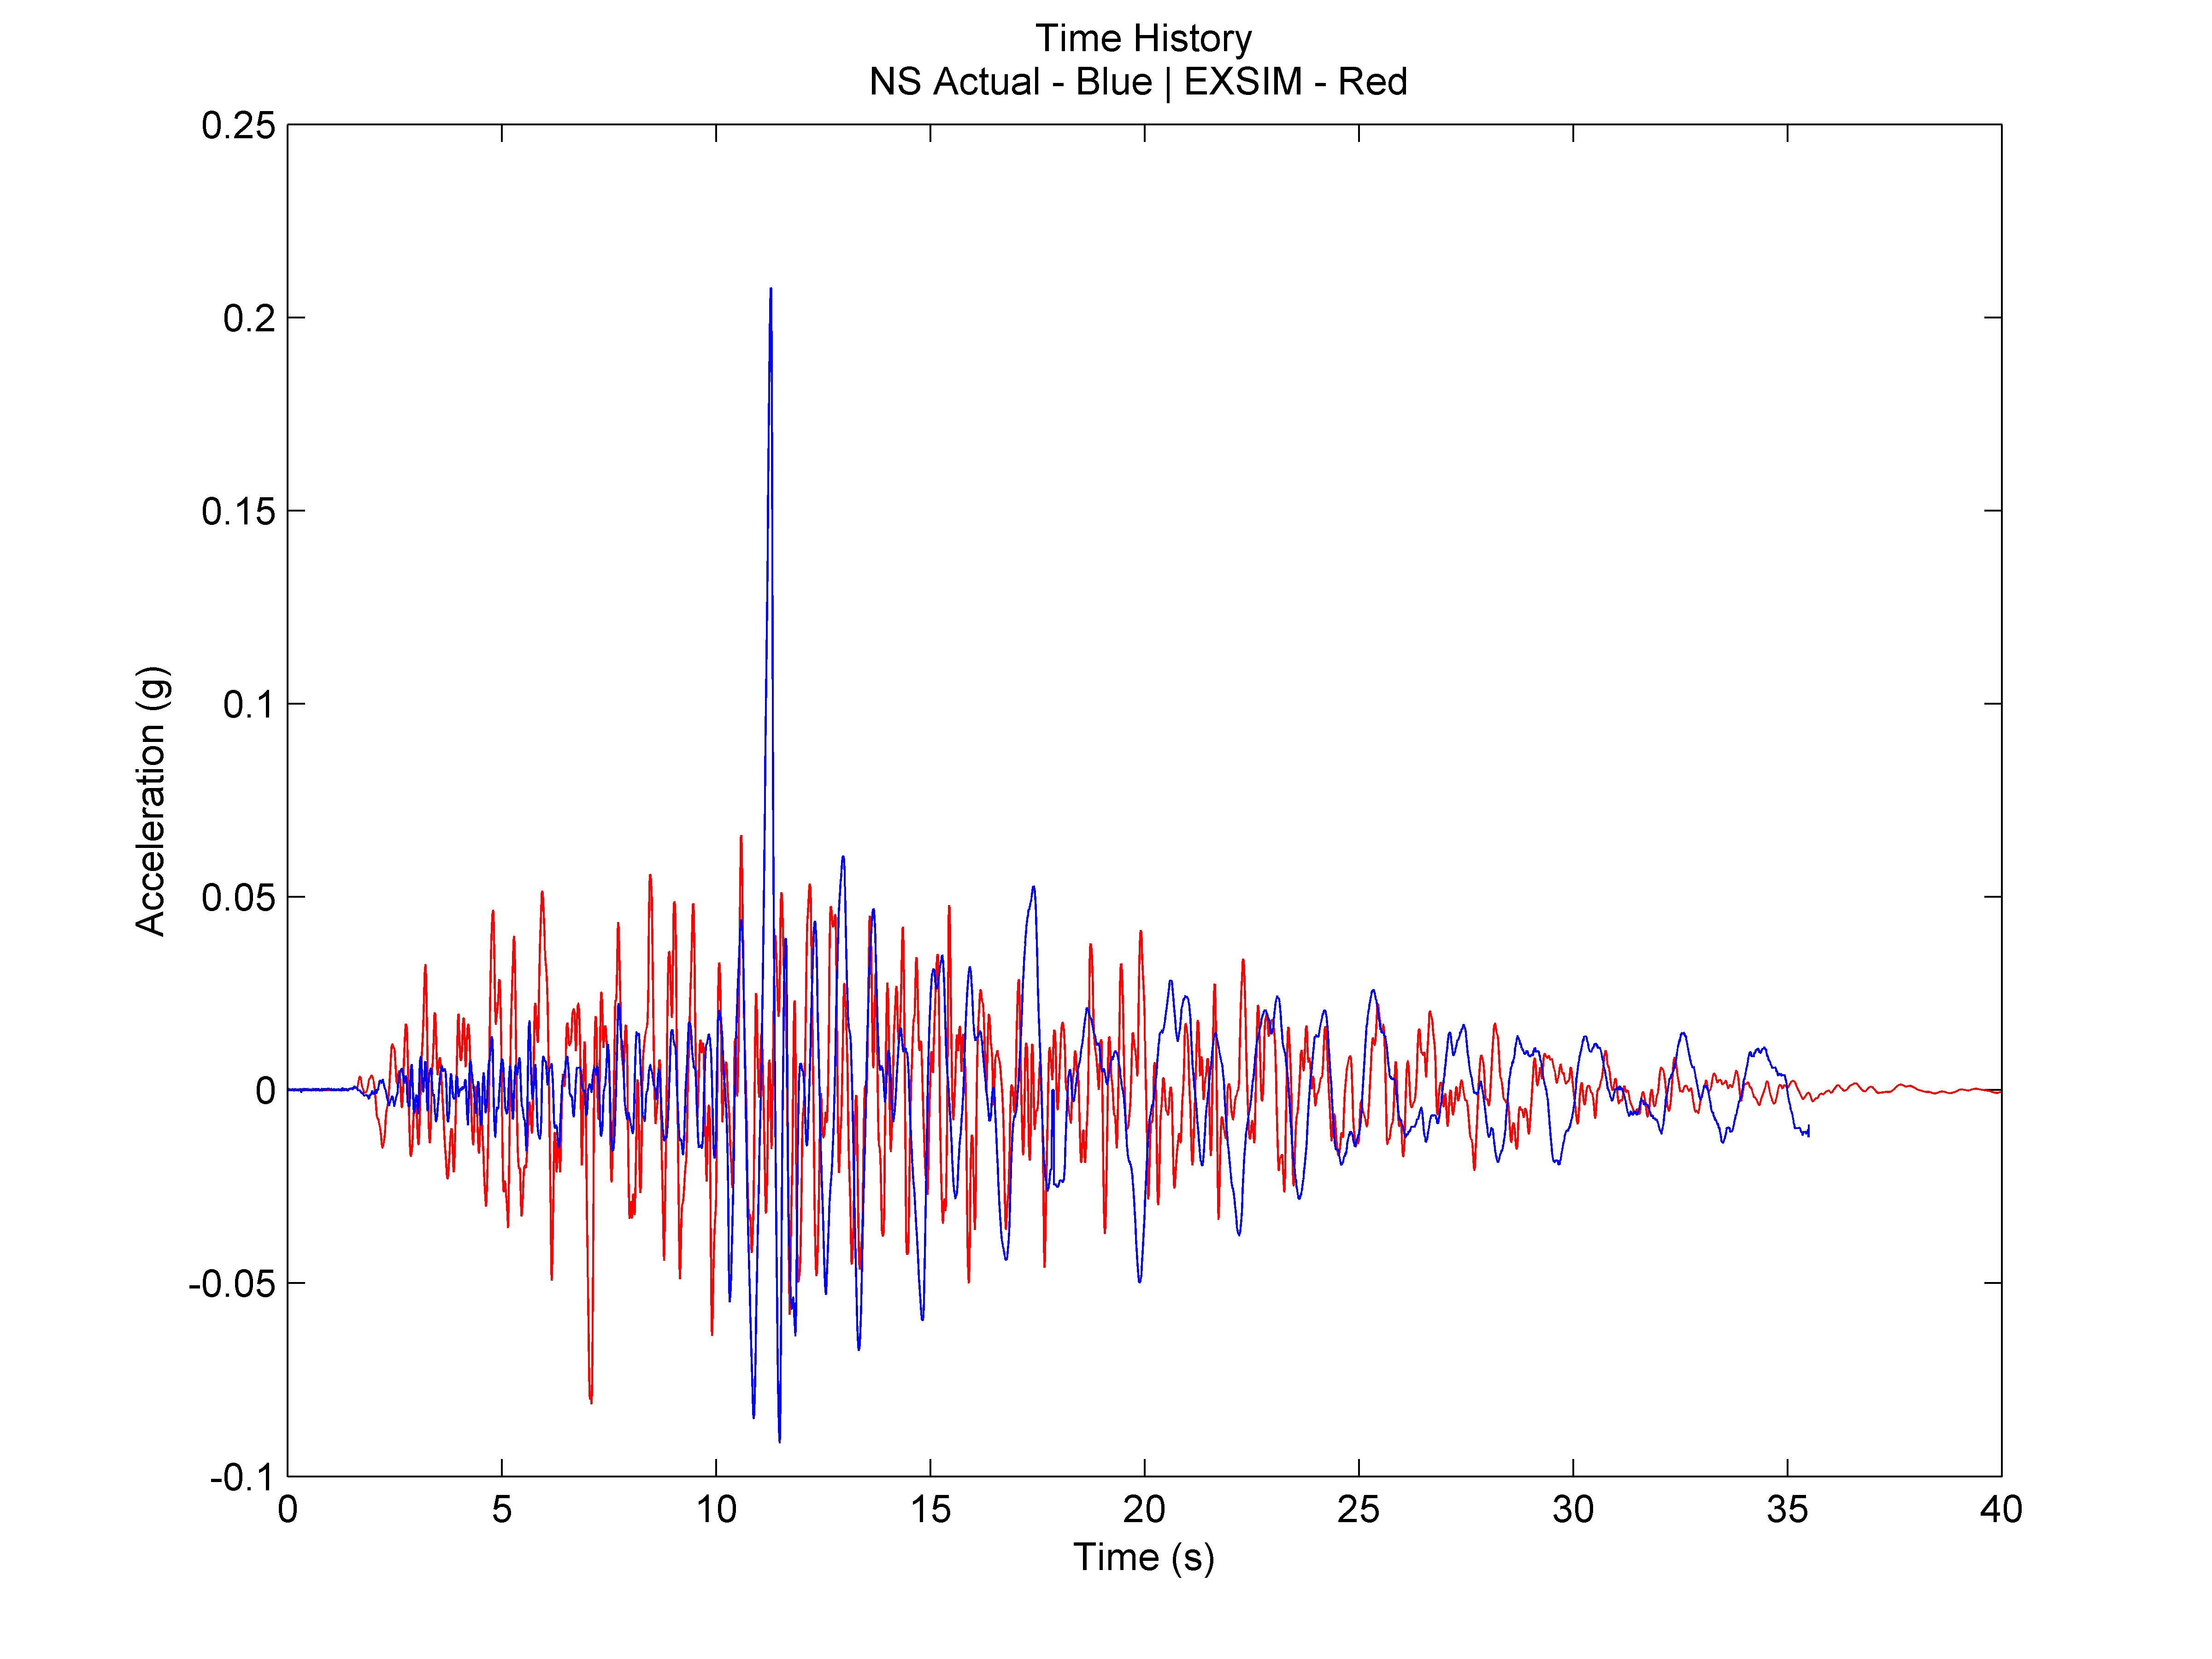 Time History
NS Actual - Blue | EXSIM - Red
0.25
0.2
0.15
0.1
0.05
0
-0.05
-0.1
Acceleration (g)
0 5 10 15 20 25 30 35 40
Time (s)